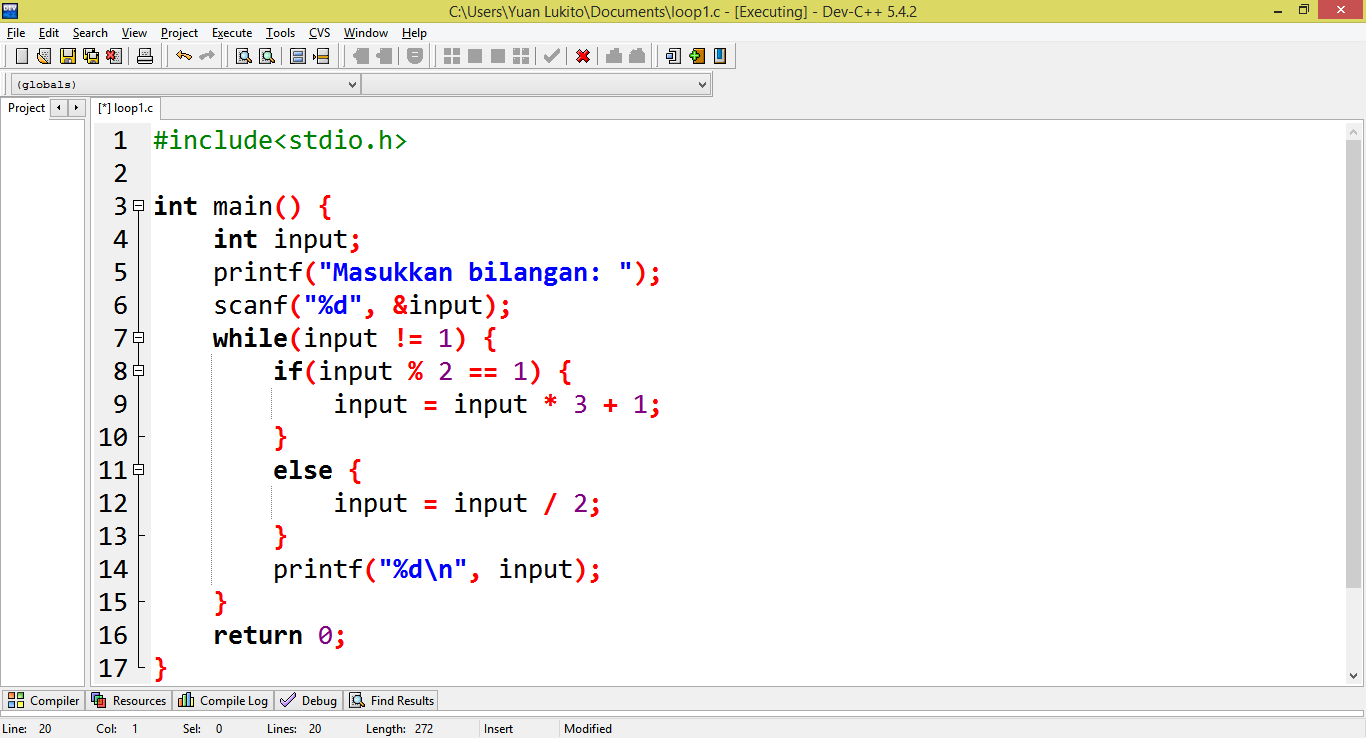 C:\Users\Yuan Lukito\Documents\loop1.c - [Executing] - Dev-C++ 5.4.2
File Edit Search View Project Execute Tools CVS Window Help
(globals)
Project [*] loop1.c
1 #include<stdio.h>
2
3 int main() {
4 int input;
5 printf("Masukkan bilangan: ");
6 scanf("%d", &input);
7 while(input != 1) {
8 if(input % 2 == 1) {
9 input = input * 3 + 1;
10 }
11 else {
12 input = input / 2;
13 }
14 printf("%d\n", input);
15 }
16 return 0;
17 }
Compiler Resources Compile Log Debug Find Results
Line: 20 Col: 1 Sel: 0 Lines: 20 Length: 272 Insert Modified